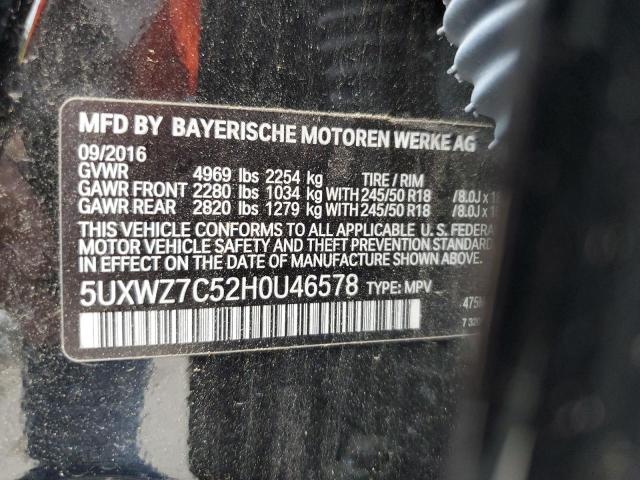 MFD BY BAYERISCHE MOTOREN WERKE AG
09/2016
GVWR 4969 lbs 2254 kg TIRE / RIM
GAWR FRONT 2280 lbs 1034 kg WITH 245/50 R18 /8.0J x
GAWR REAR 2820 lbs 1279 kg WITH 245/50 R18 /8.0J x
THIS VEHICLE CONFORMS TO ALL APPLICABLE U.S. FEDERA
MOTOR VEHICLE SAFETY AND THEFT PREVENTION STANDARD
IN EFFECT ON THE DATE OF MANUFACTURE SHOWN ABOVE.
5UXWZ7C52H0U46578 TYPE: MPV 475
7 320